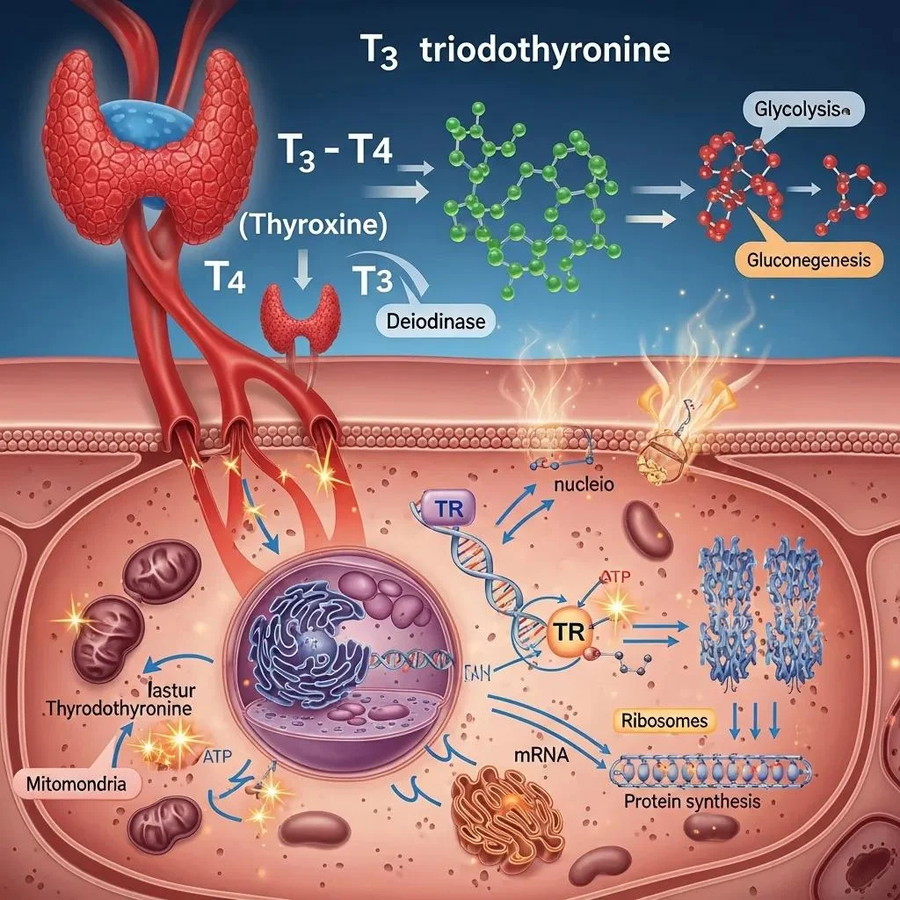 T3 triodothyronine
Glycolysis
T3 - T4
(Thyroxine)
Gluconegenesis
T4
T3
Deiodinase
nucleio
TR
ATP
TR
lastur
Thyrodothyronine
Ribosomes
ATP
mRNA
Mitomondria
Protein synthesis